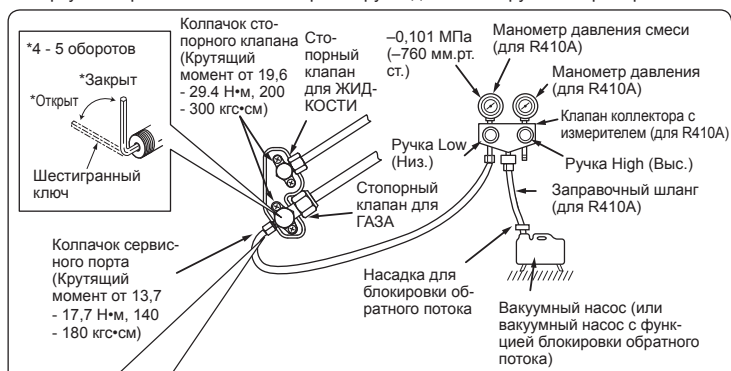 *4 - 5 оборотов
*Закрыт
*Открыт
Шестигранный
ключ
Колпачок сто-
порного клапана
(Крутящий
момент от 19,6
- 29.4 Н•м, 200
- 300 кгс•см)
Сто-
порный
клапан
для ЖИД-
КОСТИ
–0,101 МПа
(–760 мм.рт.
ст.)
Манометр давления смеси
(для R410A)
Манометр давления
(для R410A)
Клапан коллектора с
измерителем (для R410A)
Ручка Low
(Низ.)
Ручка High (Выс.)
Заправочный шланг
(для R410A)
Стопорный
клапан для
ГАЗА
Колпачок сервис-
ного порта
(Крутящий
момент от 13,7
- 17,7 Н•м, 140
- 180 кгс•см)
Насадка для
блокировки об-
ратного потока
Вакуумный насос (или
вакуумный насос с функ-
цией блокировки обратного
потока)